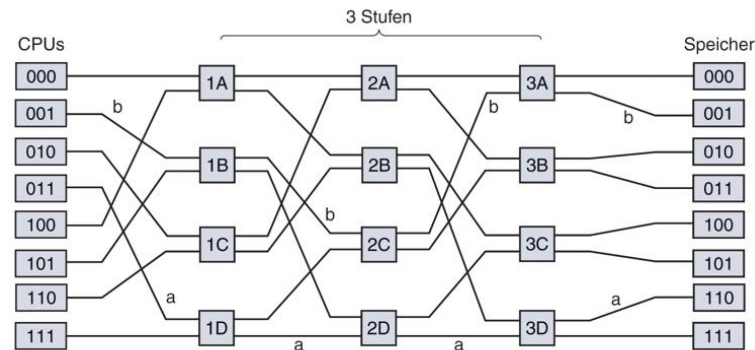 3 Stufen
CPUs Speicher
000 1A 2A 3A 000
001 b b b 001
010 1B 2B 3B 010
011 011
100 b 100
101 1C 2C 3C 101
110 a a 110
111 1D a 2D a 3D 111